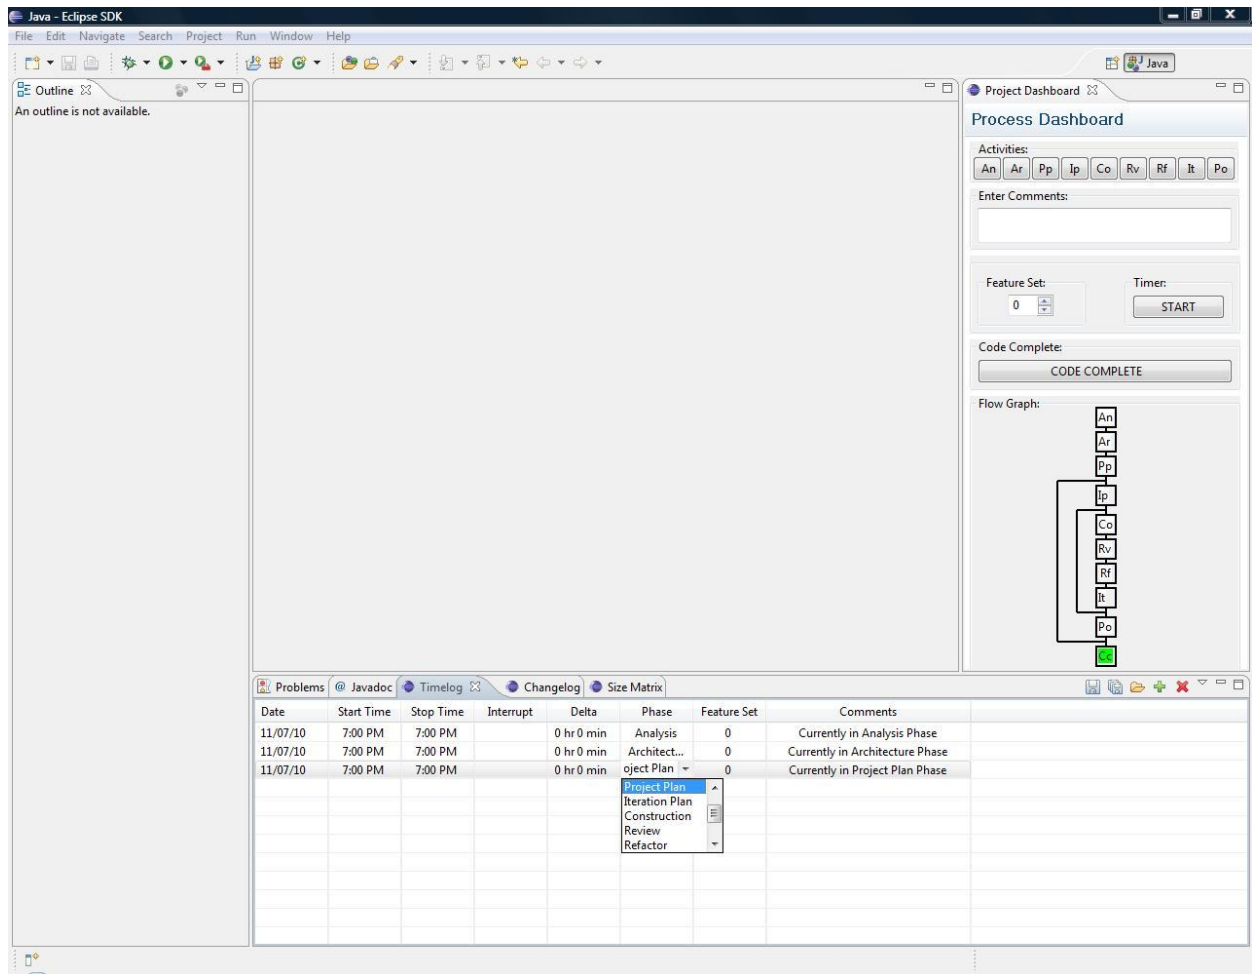 Java - Eclipse SDK
File Edit Navigate Search Project Run Window Help
Java
Outline
An outline is not available.
Project Dashboard
Process Dashboard
Activities:
An Ar Pp Ip Co Rv Rf It Po
Enter Comments:
Feature Set: Timer:
0 START
Code Complete:
CODE COMPLETE
Flow Graph:
An
Ar
Pp
Ip
Co
Rv
Rf
It
Po
Cc
Problems @ Javadoc Timelog Changelog Size Matrix
Date Start Time Stop Time Interrupt Delta Phase Feature Set Comments
11/07/10 7:00 PM 7:00 PM 0 hr 0 min Analysis 0 Currently in Analysis Phase
11/07/10 7:00 PM 7:00 PM 0 hr 0 min Architect... 0 Currently in Architecture Phase
11/07/10 7:00 PM 7:00 PM 0 hr 0 min oject Plan 0 Currently in Project Plan Phase
Project Plan
Iteration Plan
Construction
Review
Refactor